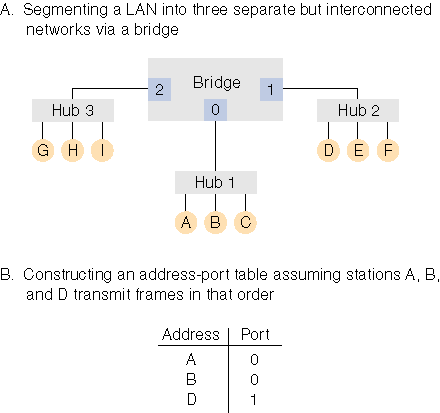 A. Segmenting a LAN into three separate but interconnected
networks via a bridge
2 Bridge 1
0
Hub 3
Hub 2
G H I
D E F
Hub 1
A B C
B. Constructing an address-port table assuming stations A, B,
and D transmit frames in that order
Address Port
A 0
B 0
D 1